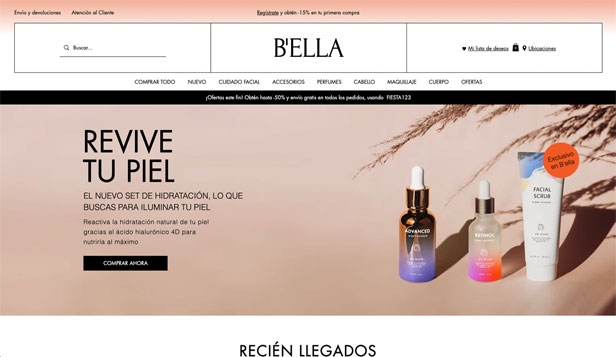 Envío y devoluciones
Atención al Cliente
Regístrate y obtén -15% en tu primera compra
Buscar...
B'ELLA
Mi lista de deseos
Ubicaciones
COMPRAR TODO
NUEVO
CUIDADO FACIAL
ACCESORIOS
PERFUMES
CABELLO
MAQUILLAJE
CUERPO
OFERTAS
¡Ofertas este fin! Obtén hasta -50% y envío gratis en todos los pedidos, usando FIESTA123
REVIVE
TU PIEL
EL NUEVO SET DE HIDRATACIÓN, LO QUE
BUSCAS PARA ILUMINAR TU PIEL
Reactiva la hidratación natural de tu piel
gracias al ácido hialurónico 4D para
nutrirla al máximo
COMPRAR AHORA
Exclusivo
en B'ella
ADVANCED
RETINOL
FACIAL
SCRUB
RECIÉN LLEGADOS